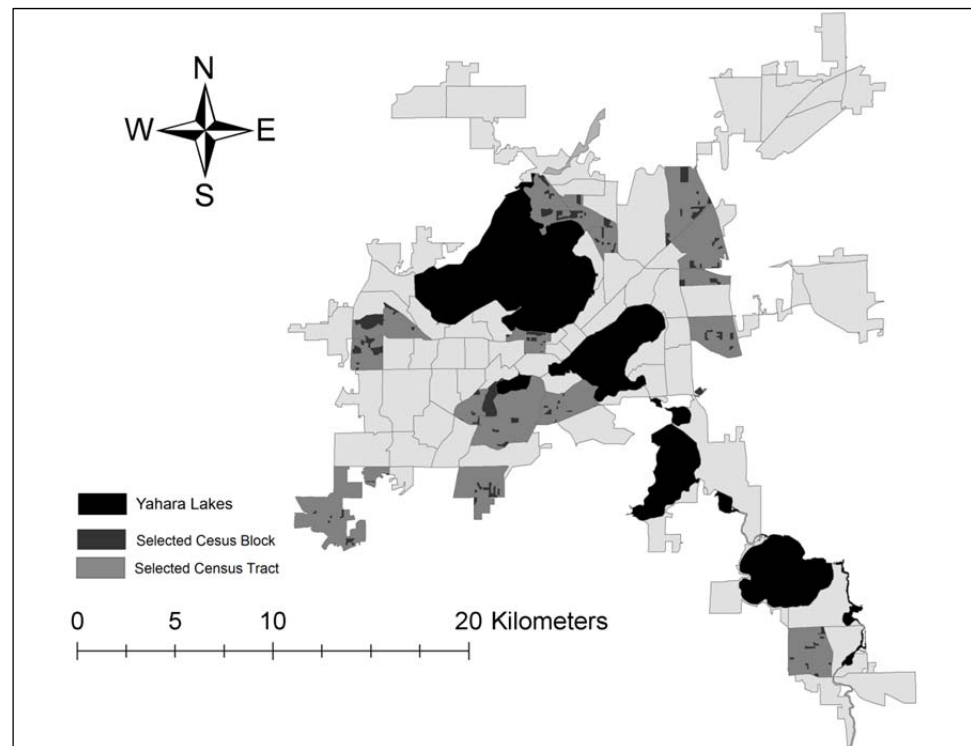 N
W E
S
Yahara Lakes
Selected Cesus Block
Selected Census Tract
0 5 10 20 Kilometers